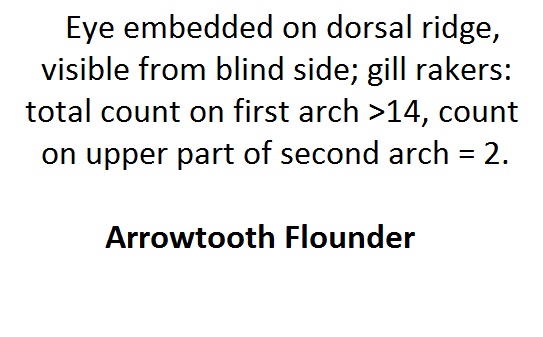 Eye embedded on dorsal ridge,
visible from blind side; gill rakers:
total count on first arch >14, count
on upper part of second arch = 2.
Arrowtooth Flounder